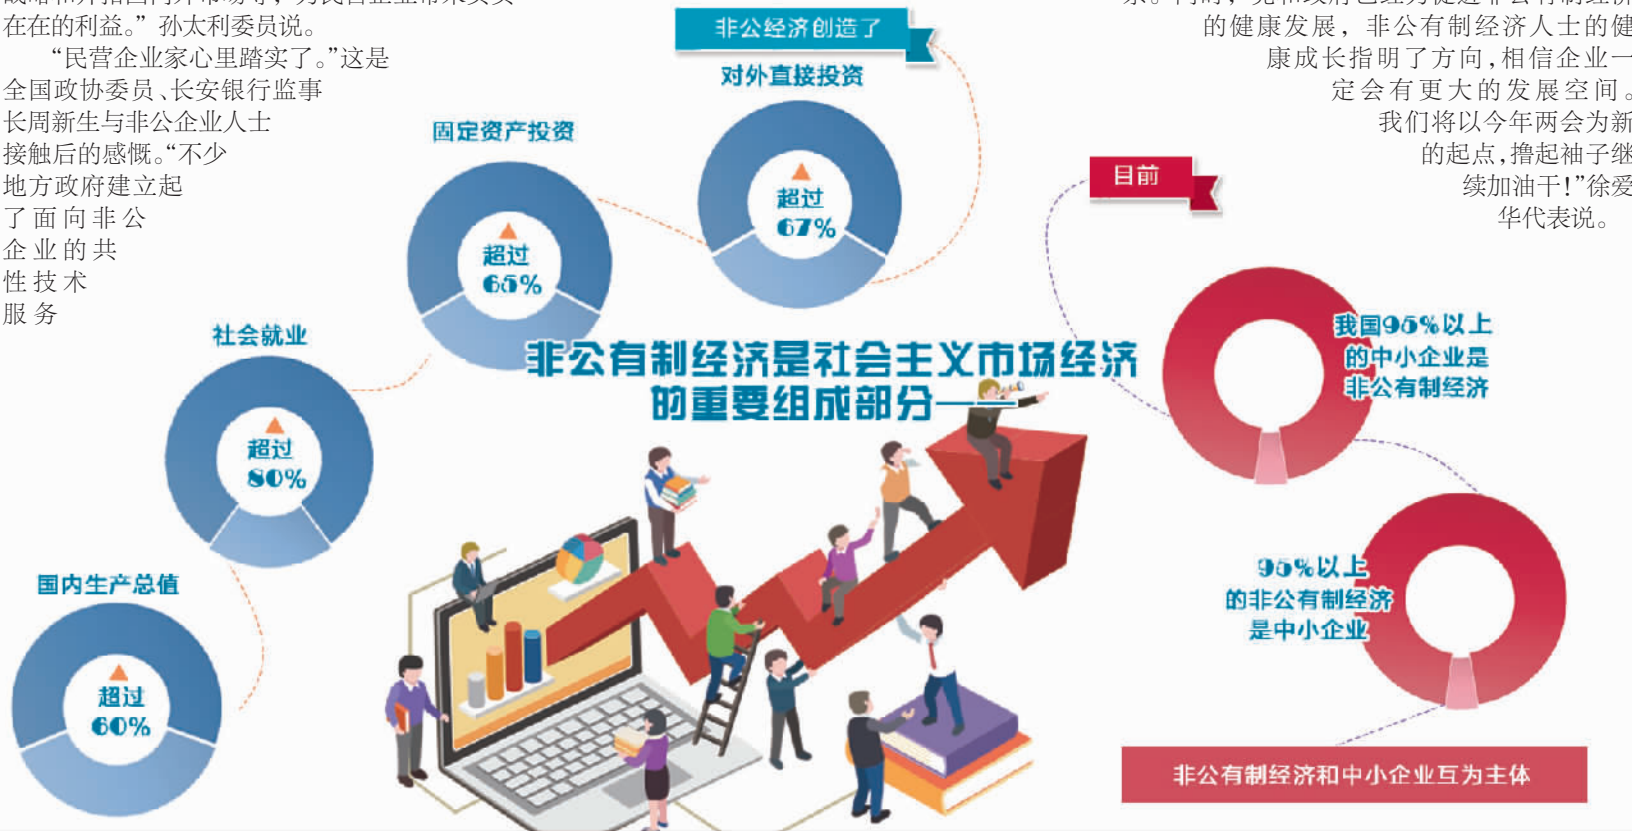 在在的利益。” 孙太利委员说。
“民营企业家心里踏实了。”这是
全国政协委员、长安银行监事
长周新生与非公企业人士
接触后的感慨。“不少
地方政府建立起
了面向非公
企业的共
性技术
服务
非公经济创造了
对外直接投资
超过
67%
固定资产投资
超过
65%
社会就业
超过
80%
国内生产总值
超过
60%
非公有制经济是社会主义市场经济
的重要组成部分——
的健康发展，非公有制经济人士的健
康成长指明了方向,相信企业一
定会有更大的发展空间。
我们将以今年两会为新
的起点,撸起袖子继
续加油干!”徐爱
华代表说。
目前
我国95%以上
的中小企业是
非公有制经济
95%以上
的非公有制经济
是中小企业
非公有制经济和中小企业互为主体